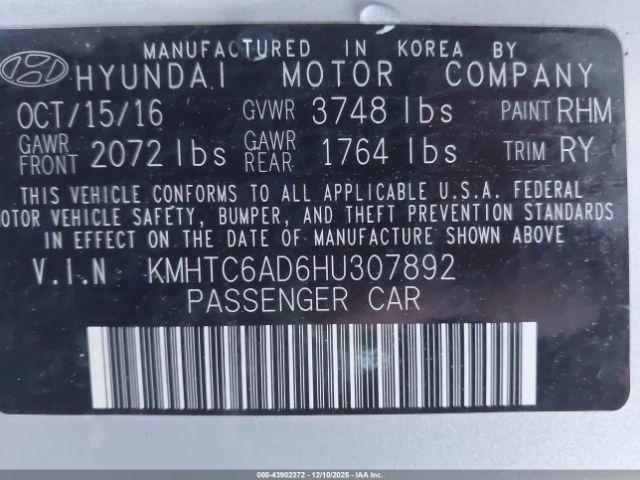 MANUFACTURED IN KOREA BY
HYUNDAI MOTOR COMPANY
OCT/15/16 GVWR 3748 lbs PAINT RHM
GAWR FRONT 2072 lbs GAWR REAR 1764 lbs TRIM RY
THIS VEHICLE CONFORMS TO ALL APPLICABLE U.S.A. FEDERAL
MOTOR VEHICLE SAFETY, BUMPER, AND THEFT PREVENTION STANDARDS
IN EFFECT ON THE DATE OF MANUFACTURE SHOWN ABOVE
V.I.N KMHTC6AD6HU307892
PASSENGER CAR
000-43902372 • 12/10/2025 • IAA Inc.